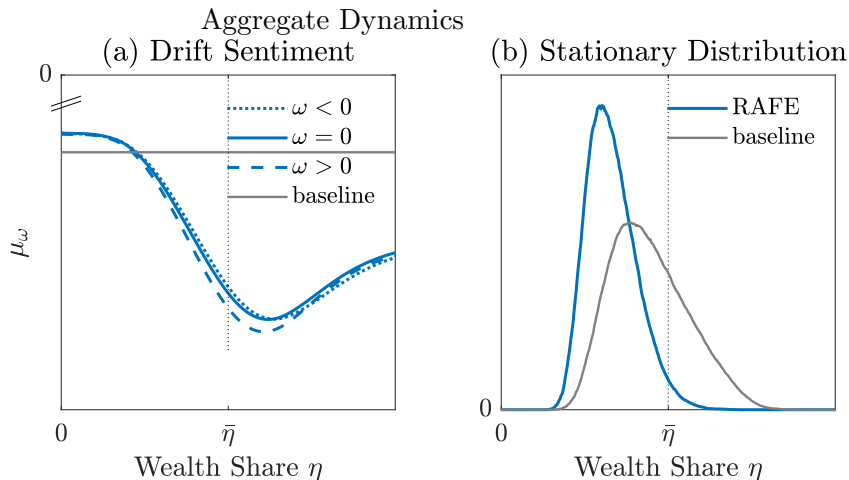 Aggregate Dynamics
(a) Drift Sentiment
0
ω < 0
ω = 0
ω > 0
baseline
μ_ω
0
η̄
Wealth Share η
(b) Stationary Distribution
RAFE
baseline
0
0
η̄
Wealth Share η